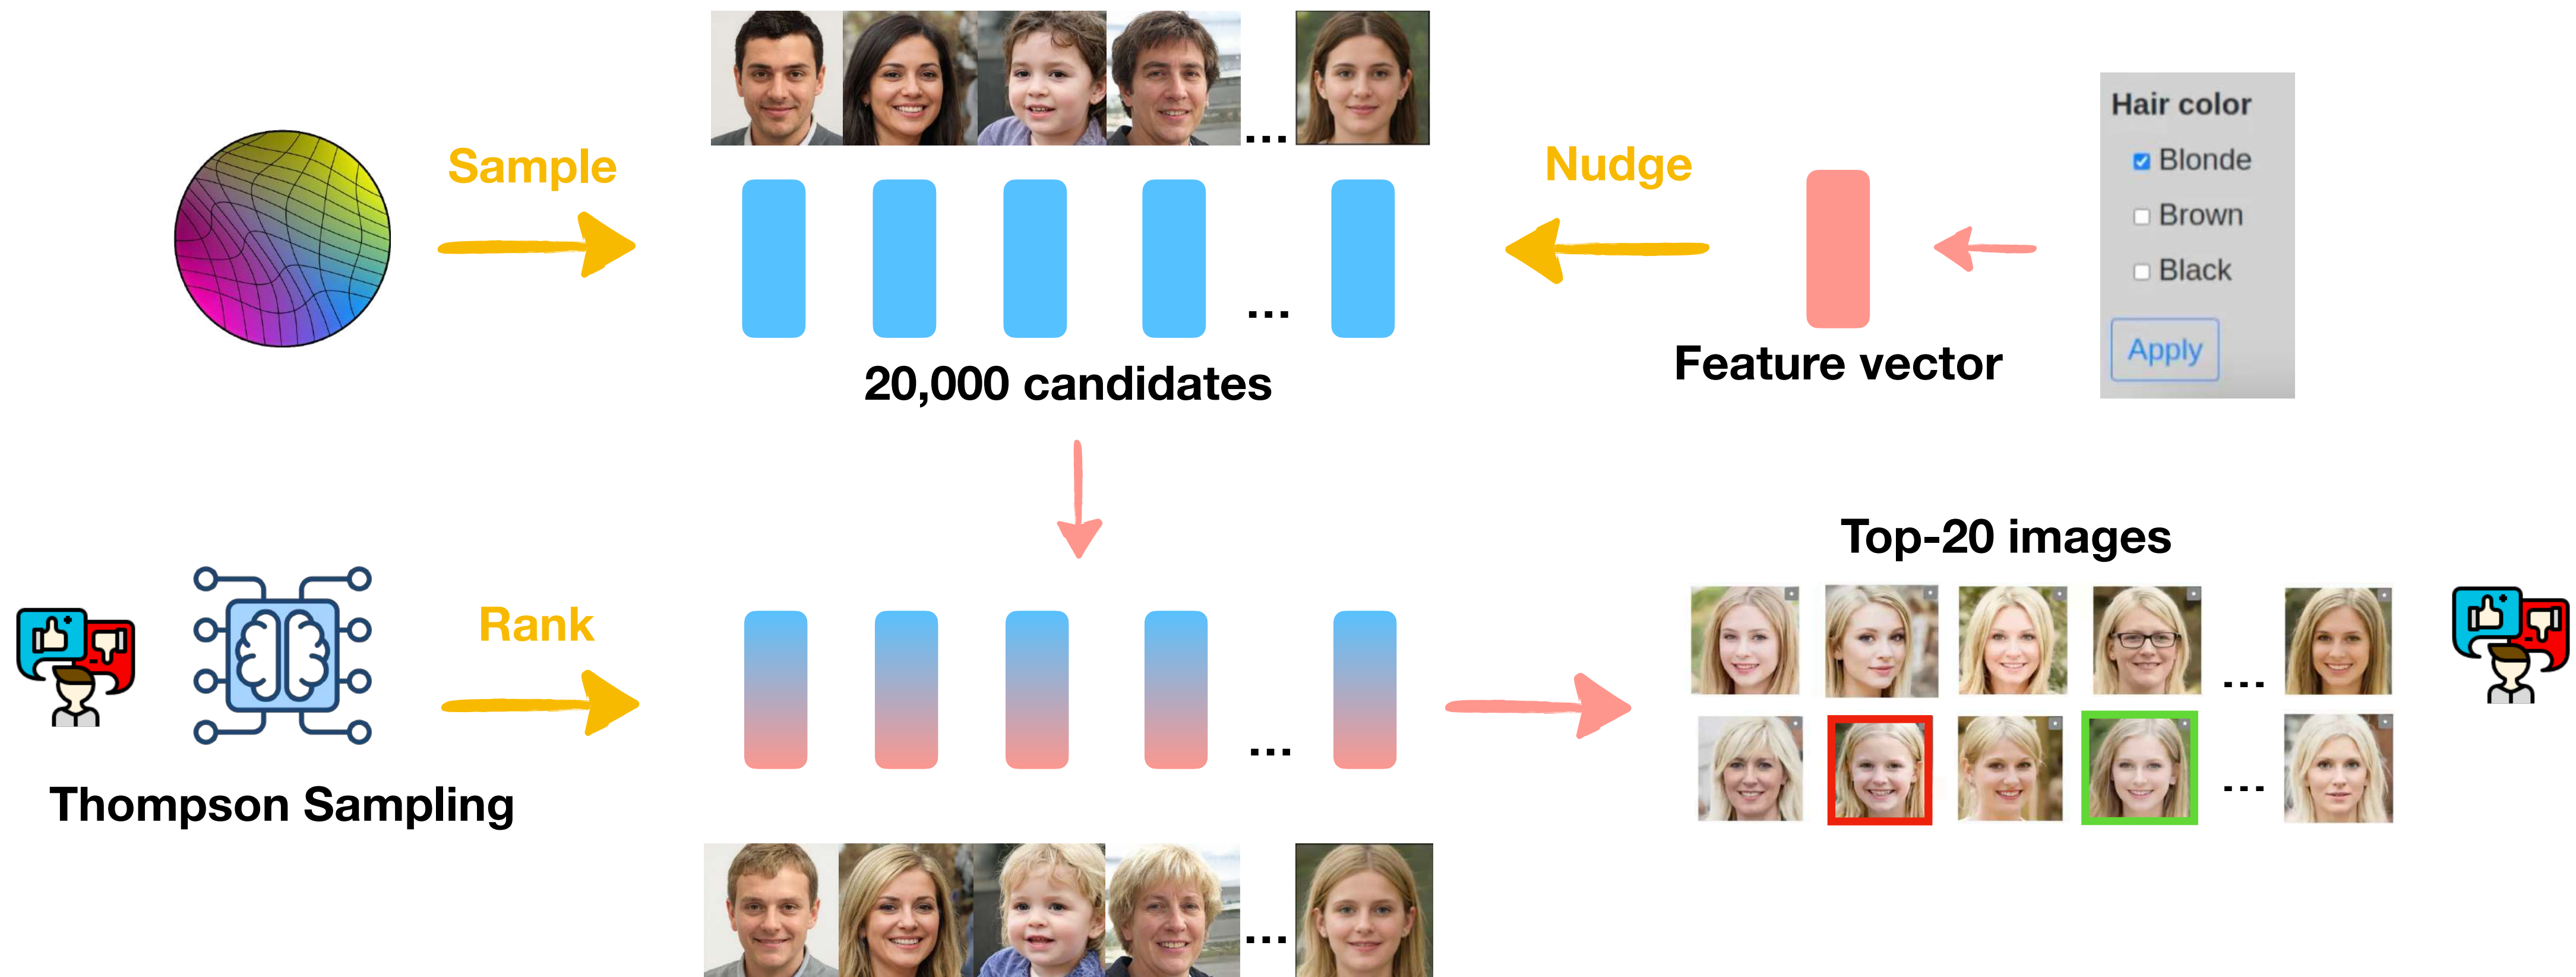 Sample
...
Nudge
Hair color
Blonde
Brown
Black
Apply
...
20,000 candidates
Feature vector
Top-20 images
Rank
...
...
...
Thompson Sampling
...